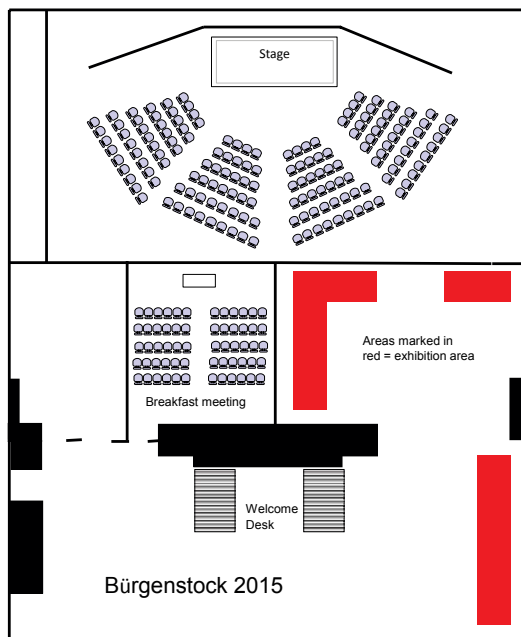 Stage
Areas marked in
red = exhibition area
Breakfast meeting
Welcome
Desk
Bürgenstock 2015